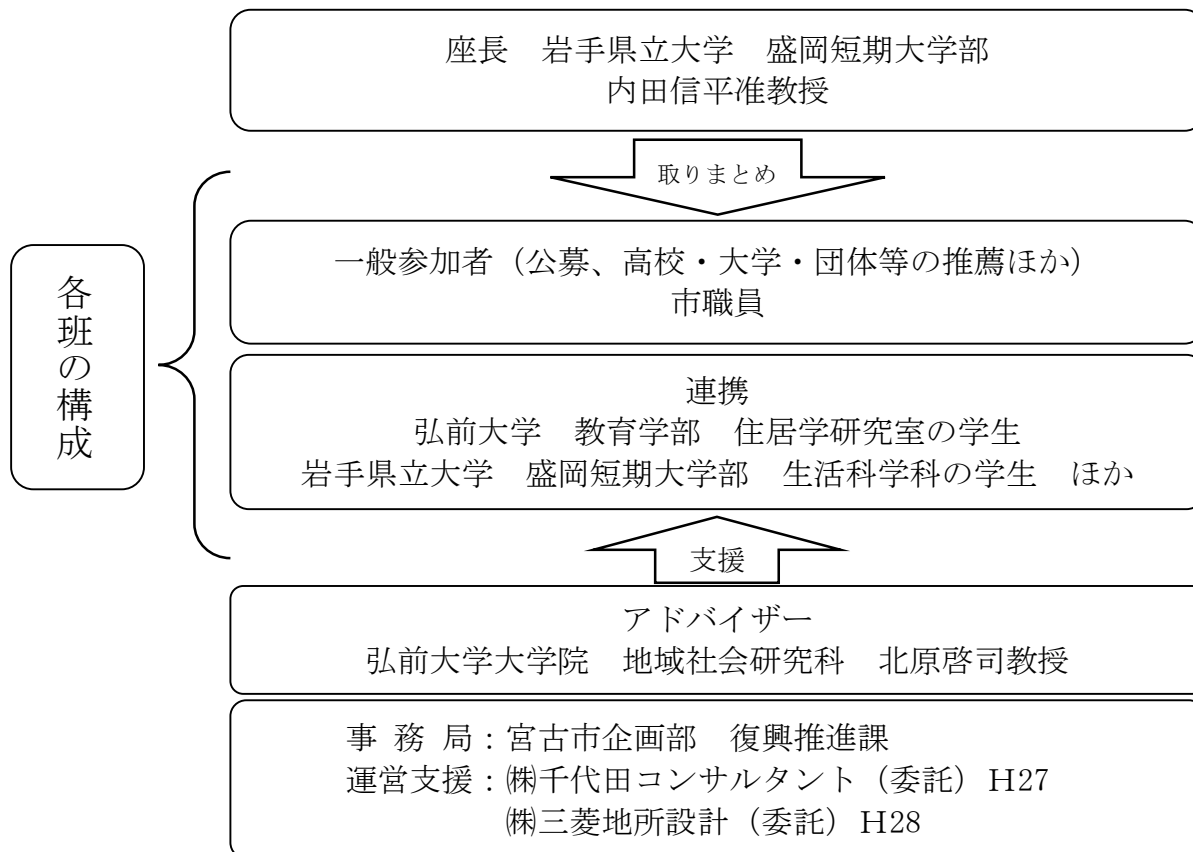 座長　岩手県立大学　盛岡短期大学部
内田信平准教授
取りまとめ
各班の構成
一般参加者（公募、高校・大学・団体等の推薦ほか）
市職員
連携
弘前大学　教育学部　住居学研究室の学生
岩手県立大学　盛岡短期大学部　生活科学科の学生　ほか
支援
アドバイザー
弘前大学大学院　地域社会研究科　北原啓司教授
事 務 局：宮古市企画部　復興推進課
運営支援：㈱千代田コンサルタント（委託）H27
㈱三菱地所設計（委託）H28